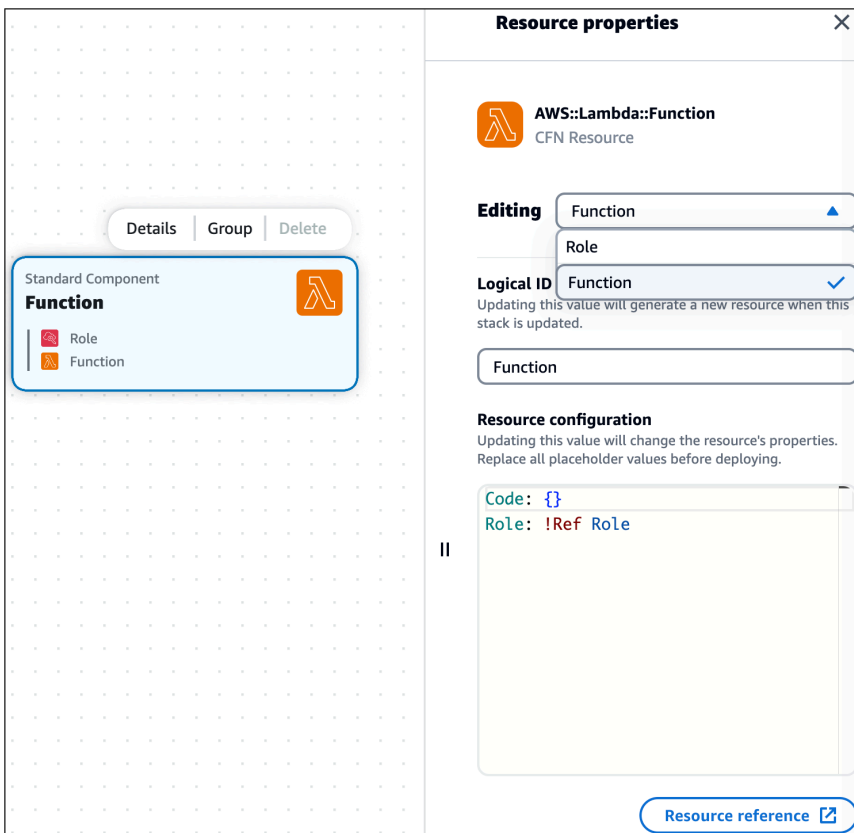 Resource properties
AWS::Lambda::Function
CFN Resource
Editing
Function
Role
Function
Logical ID
Updating this value will generate a new resource when this
stack is updated.
Function
Resource configuration
Updating this value will change the resource's properties.
Replace all placeholder values before deploying.
Code: {}
Role: !Ref Role
Resource reference
Details
Group
Delete
Standard Component
Function
Role
Function